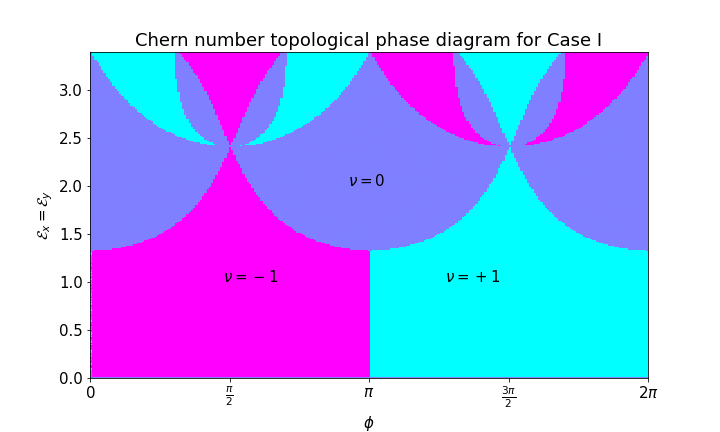 Chern number topological phase diagram for Case I
3.0
2.5
2.0
1.5
1.0
0.5
0.0
ℰx = ℰy
ν = 0
ν = − 1
ν = +1
0
π/2
π
3π/2
2π
ϕ